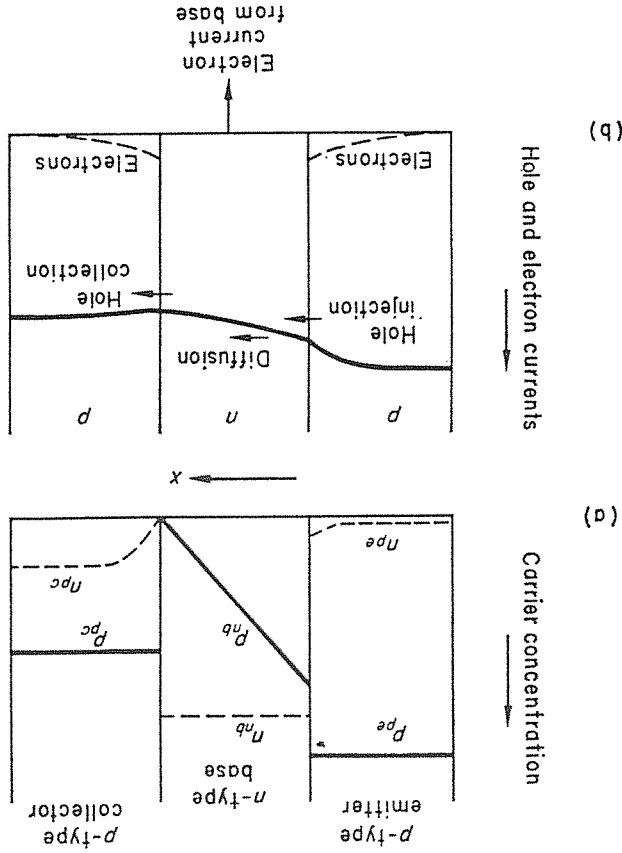 p-type
emitter
n-type
base
p-type
collector
Carrier concentration
(a)
p_pe
n_nb
p_nb
p_pc
n_pc
n_pe
x
Hole and electron currents
(b)
p
n
p
Diffusion
Hole
injection
Hole
collection
Electrons
Electrons
Electron
current
from base